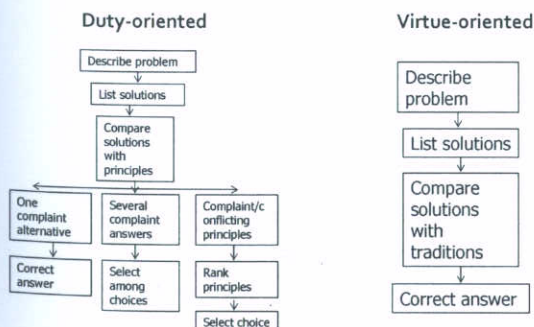 Duty-oriented
Describe problem
List solutions
Compare
solutions
with
principles
One
complaint
alternative
Several
complaint
answers
Complaint/c
onflicting
principles
Correct
answer
Select
among
choices
Rank
principles
Select choice
Virtue-oriented
Describe
problem
List solutions
Compare
solutions
with
traditions
Correct answer